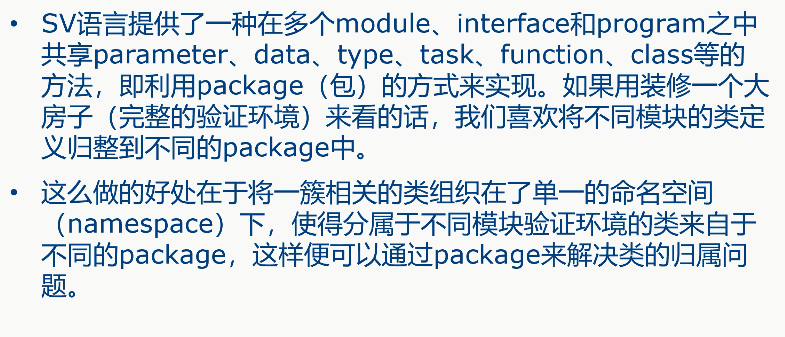 • SV语言提供了一种在多个module、interface和program之中
共享parameter、data、type、task、function、class等的
方法，即利用package（包）的方式来实现。如果用装修一个大
房子（完整的验证环境）来看的话，我们喜欢将不同模块的类定
义归整到不同的package中。
• 这么做的好处在于将一簇相关的类组织在了单一的命名空间
（namespace）下，使得分属于不同模块验证环境的类来自于
不同的package，这样便可以通过package来解决类的归属问
题。